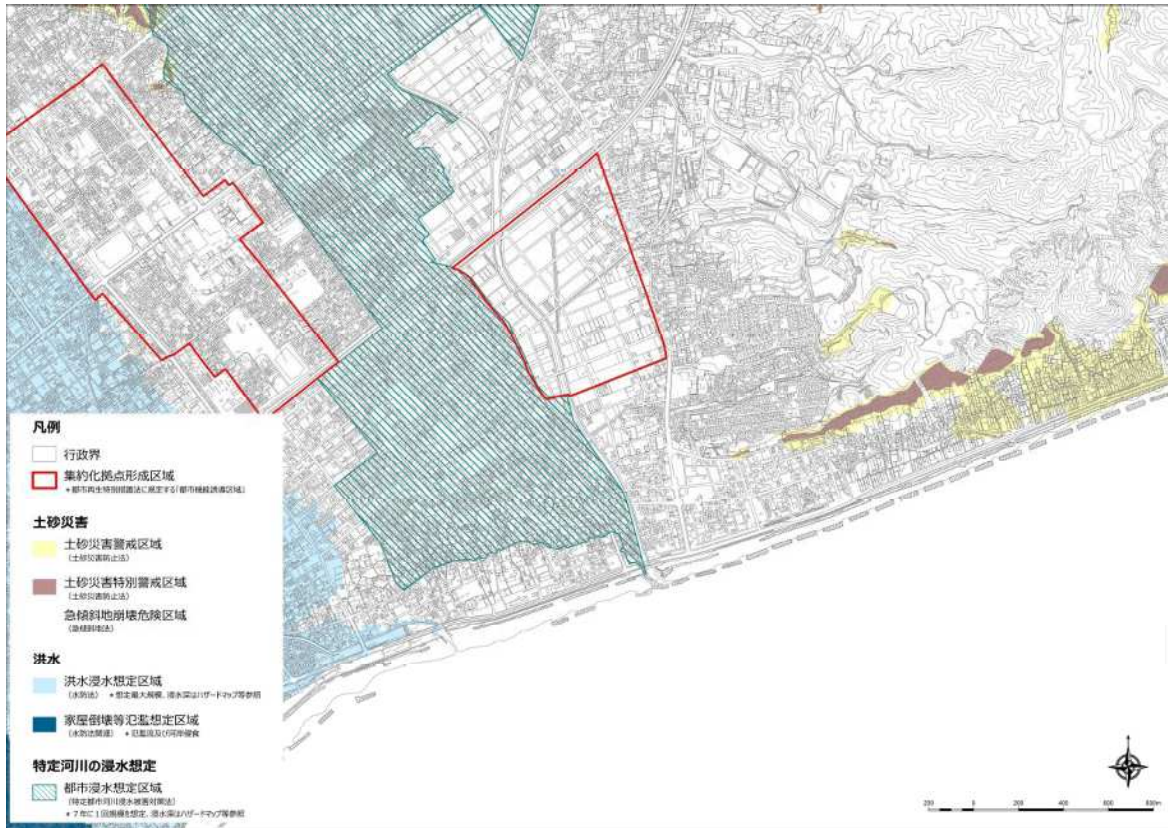 凡例
行政界
集約化拠点形成区域
*都市再生特別措置法に規定する「都市機能誘導区域」
土砂災害
土砂災害警戒区域
(土砂災害防止法)
土砂災害特別警戒区域
(土砂災害防止法)
急傾斜地崩壊危険区域
(急傾斜地法)
洪水
洪水浸水想定区域
(水防法) *想定最大規模、浸水深はハザードマップ等参照
家屋倒壊等氾濫想定区域
(水防法関連) *氾濫流及び河岸侵食
特定河川の浸水想定
都市浸水想定区域
(特定都市河川浸水被害対策法)
*7年に1回規模を想定、浸水深はハザードマップ等参照
200 0 200 400 600 800m